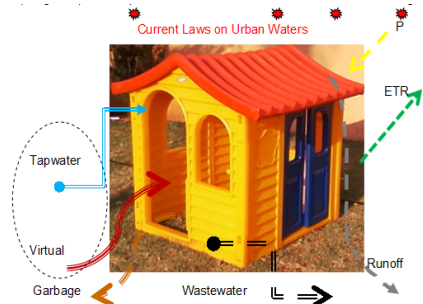 Current Laws on Urban Waters
P
ETR
Tapwater
Virtual
Runoff
Garbage
Wastewater